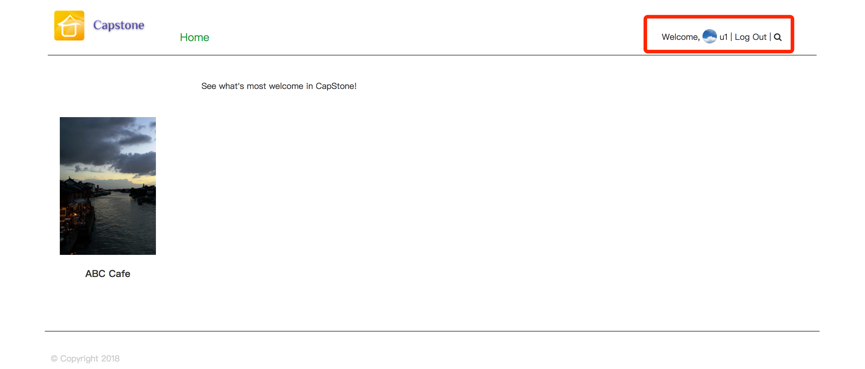 Capstone
Home
Welcome, u1 | Log Out |
See what's most welcome in CapStone!
ABC Cafe
© Copyright 2018